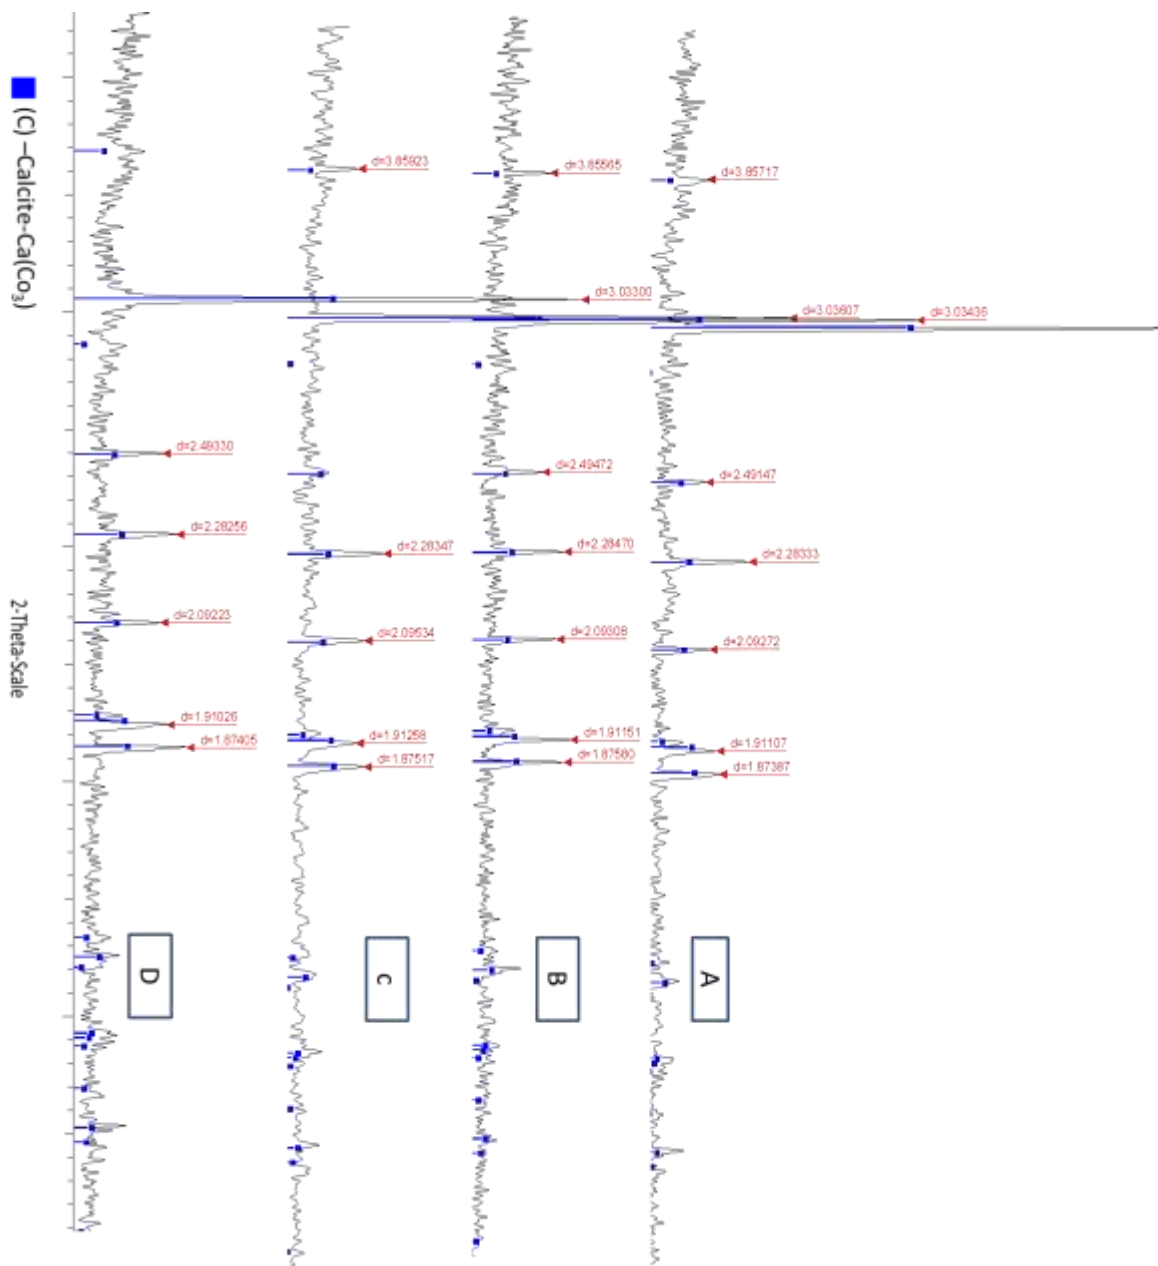 (C) –Calcite-Ca(Co₃)
2-Theta-Scale
A
d=3.85717
d=2.49147
d=2.28333
d=2.09272
d=1.91107
d=1.87387
B
d=3.85565
d=3.03436
d=2.49472
d=2.28470
d=2.09308
d=1.91151
d=1.87580
c
d=3.85923
d=3.03607
d=2.28347
d=2.09534
d=1.91258
d=1.87517
D
d=3.03300
d=2.49330
d=2.28256
d=2.09223
d=1.91026
d=1.87405